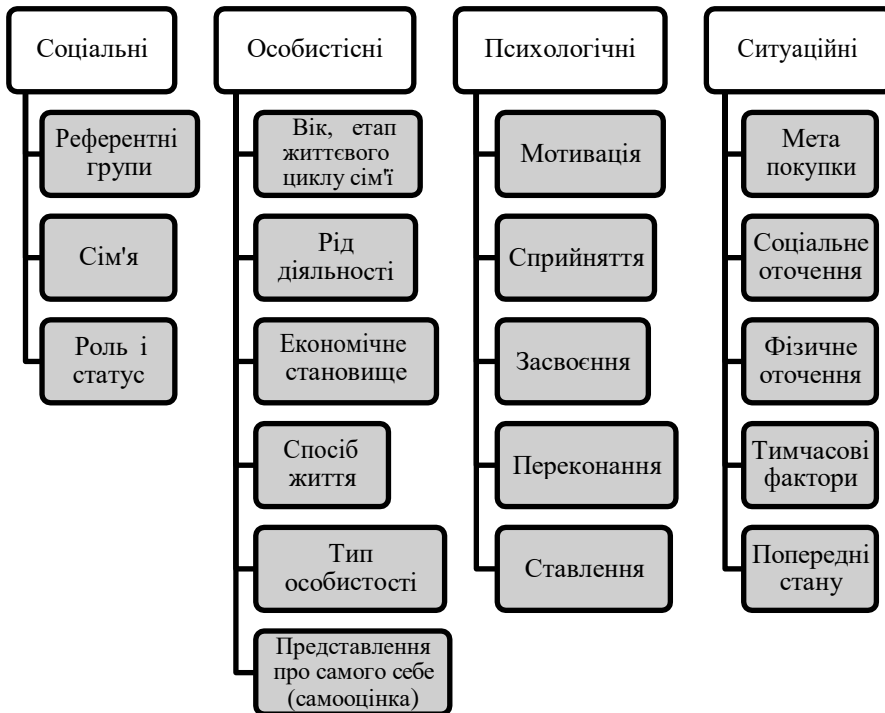 Соціальні
Референтні
групи
Сім'я
Роль і
статус
Особистісні
Вік, етап
життєвого
циклу сім'ї
Рід
діяльності
Економічне
становище
Спосіб
життя
Тип
особистості
Представлення
про самого себе
(самооцінка)
Психологічні
Мотивація
Сприйняття
Засвоєння
Переконання
Ставлення
Ситуаційні
Мета
покупки
Соціальне
оточення
Фізичне
оточення
Тимчасові
фактори
Попередні
стану